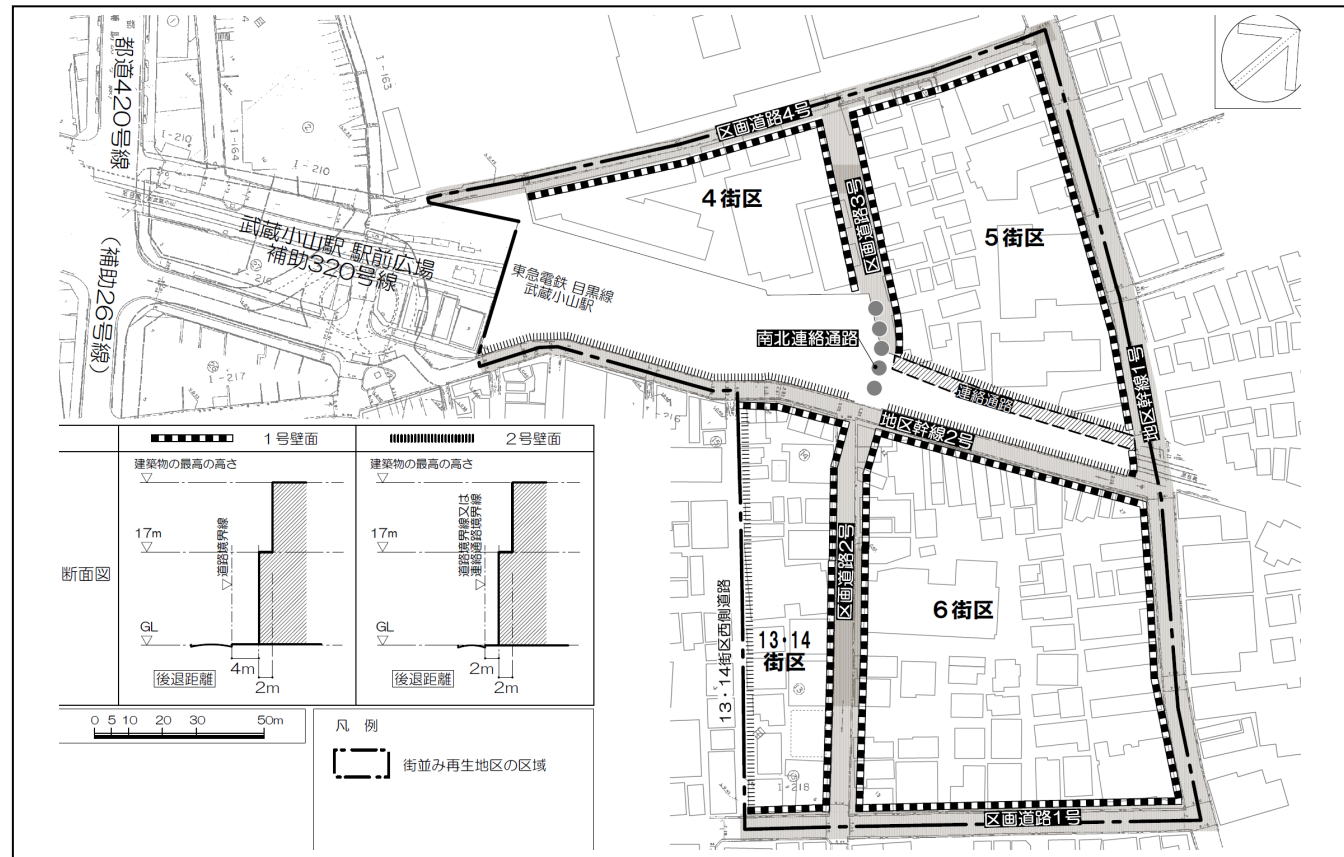 都道420号線
(補助26号線)
武蔵小山駅 駅前広場
補助320号線
東急電鉄 目黒線
武蔵小山駅
I-163
I-164
I-210
I-210
I-216
I-217
I-216
I-218
区画道路4号
4街区
区画道路3号
5街区
南北連絡通路
連絡通路
地区幹線1号
地区幹線2号
区画道路2号
6街区
13・14
街区
13・14街区西側道路
区画道路1号
1号壁面
2号壁面
断面図
建築物の最高の高さ
17m
道路境界線
GL
4m
後退距離
2m
建築物の最高の高さ
17m
道路境界線又は
連絡通路境界線
GL
2m
後退距離
2m
0 5 10 20 30 50m
凡 例
街並み再生地区の区域